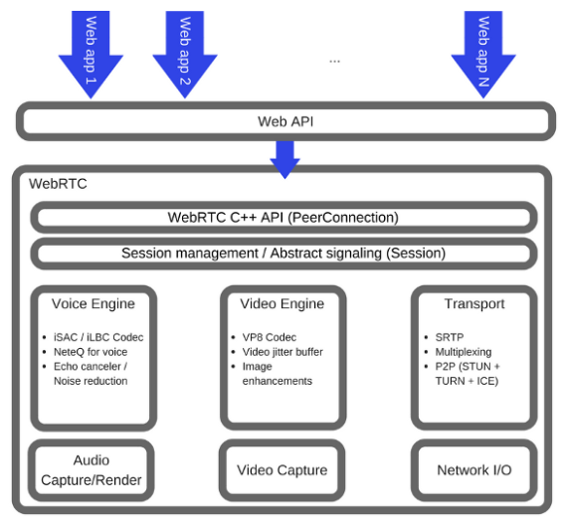 Web app 1
Web app 2
...
Web app N
Web API
WebRTC
WebRTC C++ API (PeerConnection)
Session management / Abstract signaling (Session)
Voice Engine
• iSAC / iLBC Codec
• NeteQ for voice
• Echo canceler /
Noise reduction
Video Engine
• VP8 Codec
• Video jitter buffer
• Image
enhancements
Transport
• SRTP
• Multiplexing
• P2P (STUN +
TURN + ICE)
Audio
Capture/Render
Video Capture
Network I/O